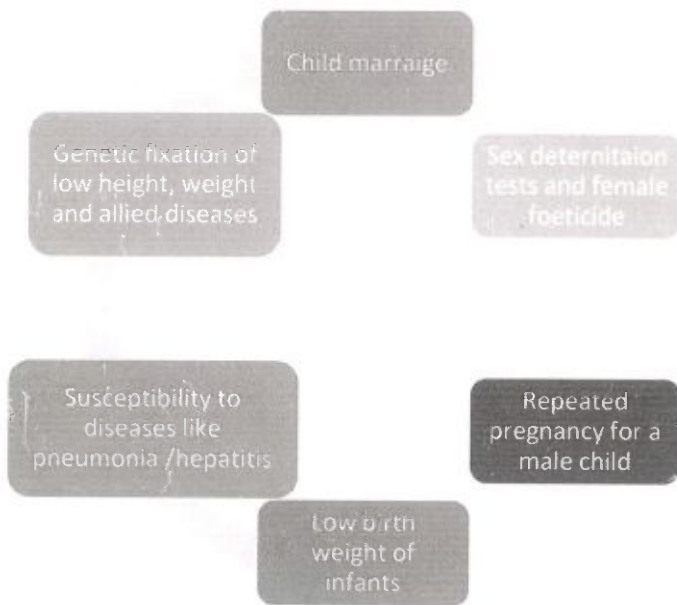 Child marraige
Sex deternitaion
tests and female
foeticide
Repeated
pregnancy for a
male child
Low birth
weight of
infants
Susceptibility to
diseases like
pneumonia /hepatitis
Genetic fixation of
low height, weight
and allied diseases